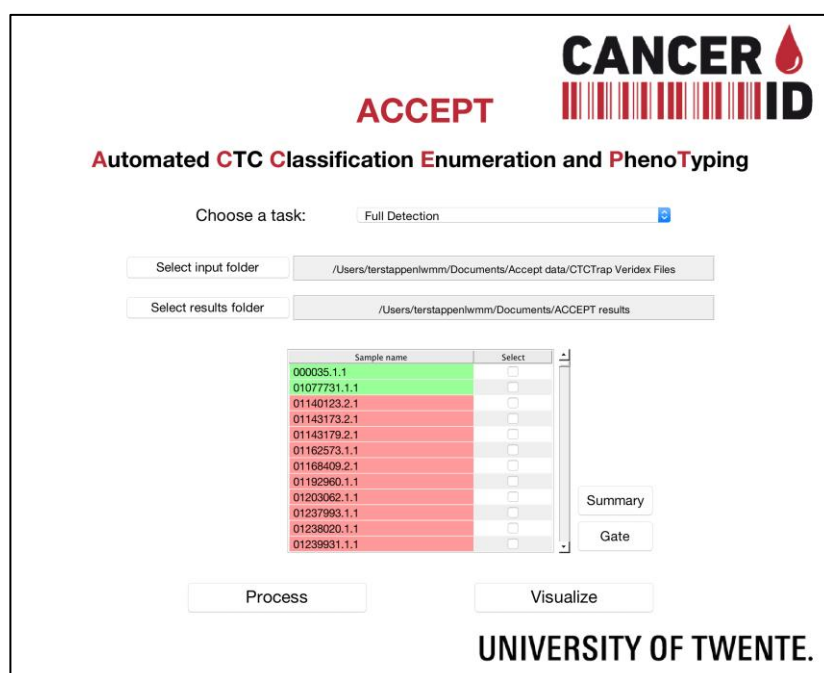 CANCER
ID
ACCEPT
Automated CTC Classification Enumeration and PhenoTyping
Choose a task: Full Detection
Select input folder /Users/terstappenlwmm/Documents/Accept data/CTCTrap Veridex Files
Select results folder /Users/terstappenlwmm/Documents/ACCEPT results
Sample name Select
000035.1.1
01077731.1.1
01140123.2.1
01143173.2.1
01143179.2.1
01162573.1.1
01168409.2.1
01192960.1.1
01203062.1.1
01237993.1.1
01238020.1.1
01239931.1.1
Summary
Gate
Process Visualize
UNIVERSITY OF TWENTE.